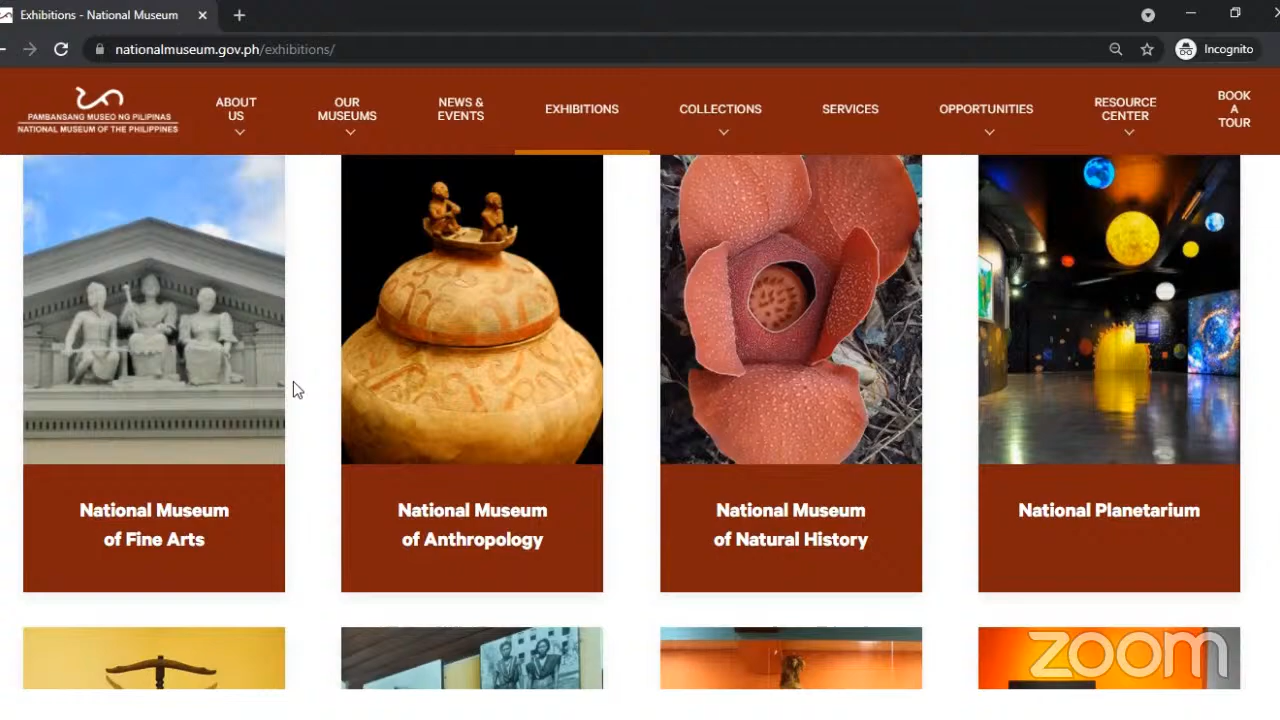 Exhibitions - National Museum
nationalmuseum.gov.ph/exhibitions/
Incognito
PAMBANSANG MUSEO NG PILIPINAS
NATIONAL MUSEUM OF THE PHILIPPINES
ABOUT
US
OUR
MUSEUMS
NEWS &
EVENTS
EXHIBITIONS
COLLECTIONS
SERVICES
OPPORTUNITIES
RESOURCE
CENTER
BOOK
A
TOUR
National Museum
of Fine Arts
National Museum
of Anthropology
National Museum
of Natural History
National Planetarium
zoom